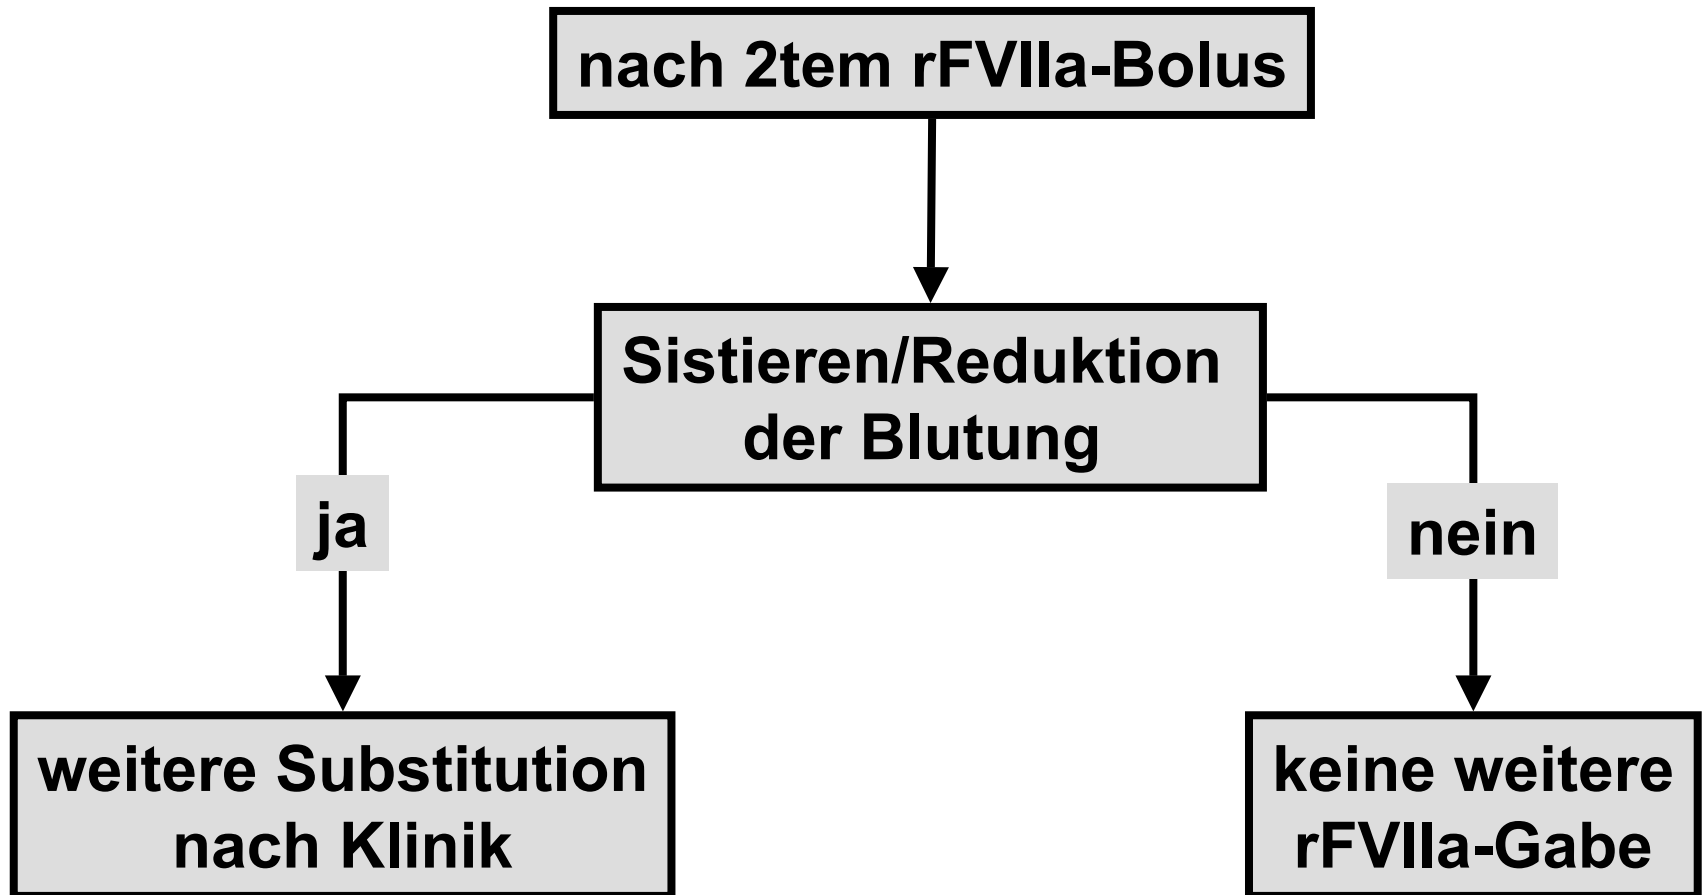 nach 2tem rFVIIa-Bolus
Sistieren/Reduktion
der Blutung
ja
nein
weitere Substitution
nach Klinik
keine weitere
rFVIIa-Gabe